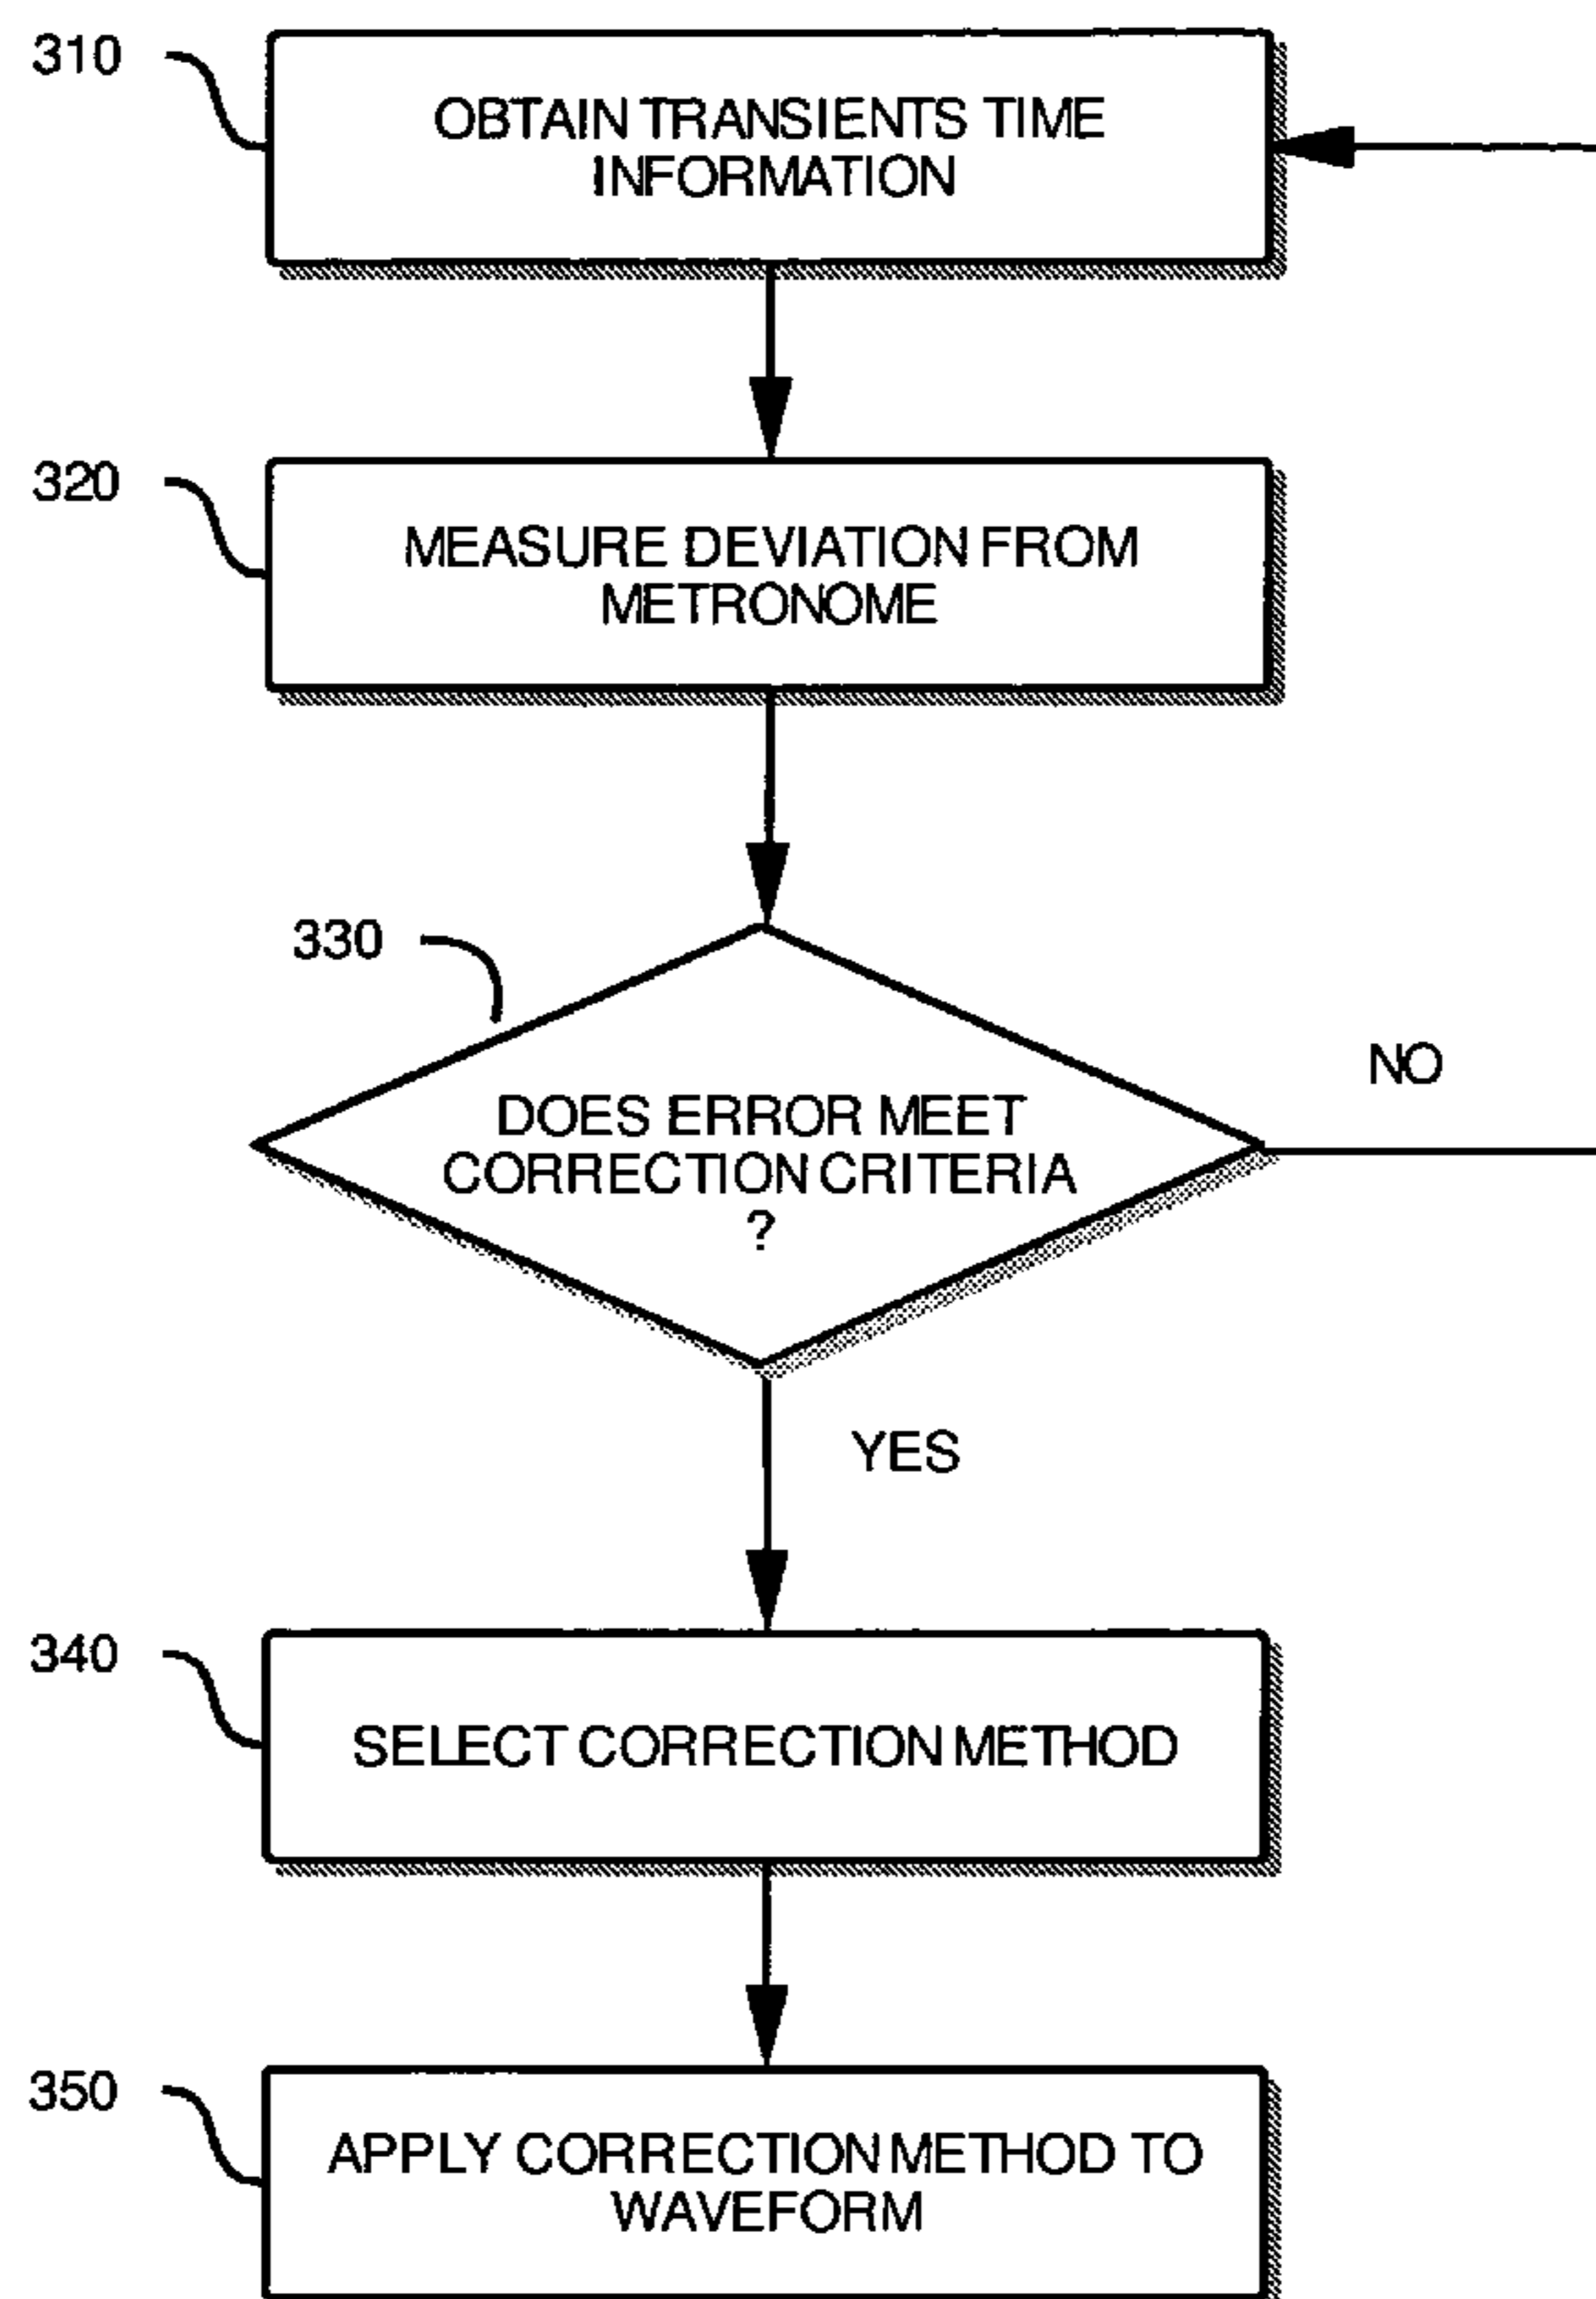 310
OBTAIN TRANSIENTS TIME
INFORMATION
320
MEASURE DEVIATION FROM
METRONOME
330
NO
DOES ERROR MEET
CORRECTION CRITERIA
?
YES
340
SELECT CORRECTION METHOD
350
APPLY CORRECTION METHOD TO
WAVEFORM